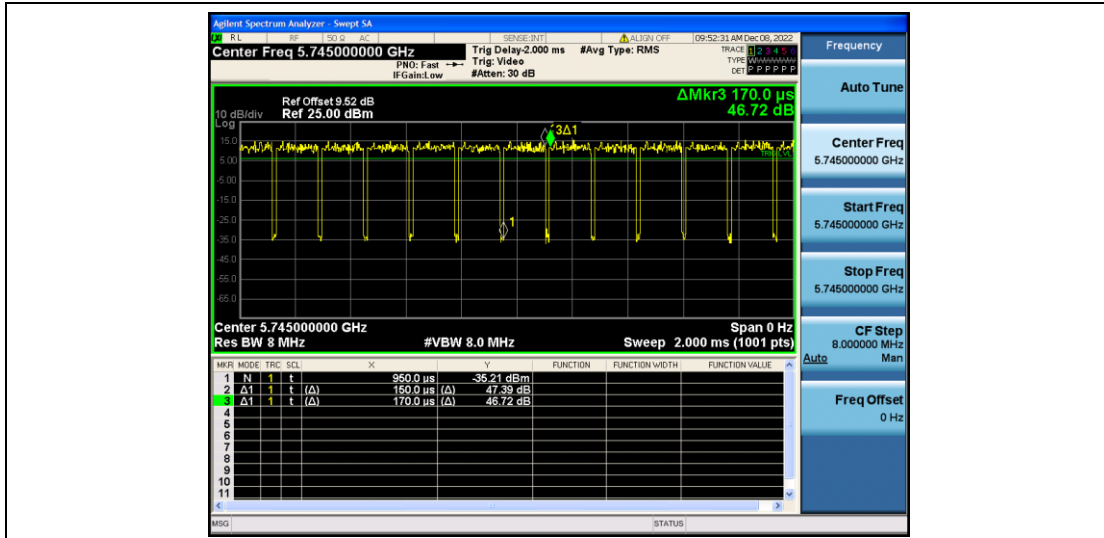 Agilent Spectrum Analyzer - Swept SA
RL RF 50 Ω AC SENSE:INT ALIGN OFF 09:52:31 AM Dec 08, 2022
Center Freq 5.745000000 GHz Trig Delay-2.000 ms #Avg Type: RMS TRACE 1 2 3 4 5 6
PNO: Fast Trig: Video TYPE
IFGain:Low #Atten: 30 dB DET P P P P P P
Frequency
Auto Tune
Ref Offset 9.52 dB ΔMkr3 170.0 µs
10 dB/div Ref 25.00 dBm 46.72 dB
Log
15.0
5.00
-5.00
-15.0
-25.0
-35.0
-45.0
-55.0
-65.0
3Δ1
1
Center 5.745000000 GHz Span 0 Hz
Res BW 8 MHz #VBW 8.0 MHz Sweep 2.000 ms (1001 pts)
Center Freq
5.745000000 GHz
Start Freq
5.745000000 GHz
Stop Freq
5.745000000 GHz
CF Step
8.000000 MHz
Auto Man
Freq Offset
0 Hz
MKR MODE TRC SCL X Y FUNCTION FUNCTION WIDTH FUNCTION VALUE
1 N 1 t 950.0 µs -35.21 dBm
2 Δ1 1 t (Δ) 150.0 µs (Δ) 47.39 dB
3 Δ1 1 t (Δ) 170.0 µs (Δ) 46.72 dB
4
5
6
7
8
9
10
11
MSG STATUS